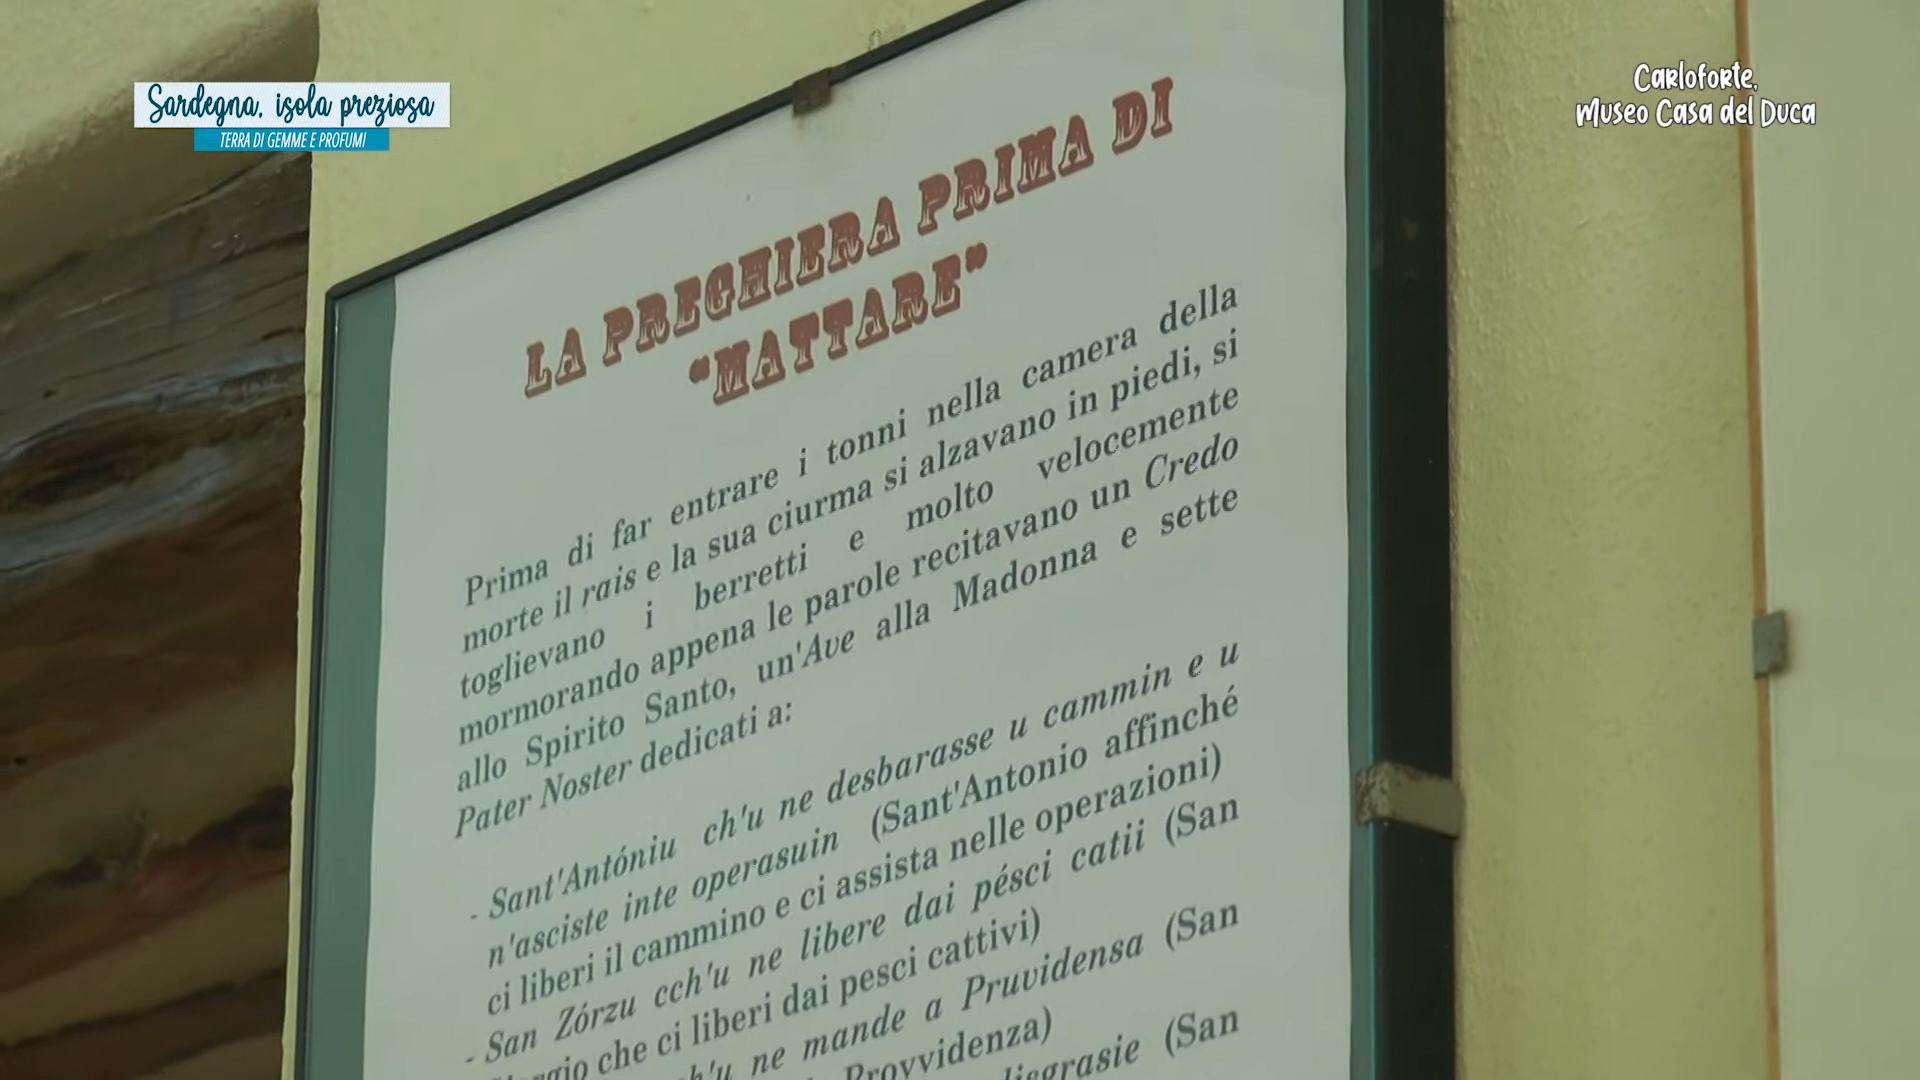 Sardegna, isola preziosa
TERRA DI GEMME E PROFUMI
Carloforte,
Museo Casa del Duca
LA PREGHIERA PRIMA DI
“MATTARE”
Prima di far entrare i tonni nella camera della
morte il rais e la sua ciurma si alzavano in piedi, si
toglievano i berretti e molto velocemente
mormorando appena le parole recitavano un Credo
allo Spirito Santo, un'Ave alla Madonna e sette
Pater Noster dedicati a:
- Sant'Antóniu ch'u ne desbarasse u cammin e u
n'asciste inte operasuin (Sant'Antonio affinché
ci liberi il cammino e ci assista nelle operazioni)
- San Zórzu cch'u ne libere dai pésci catii (San
che ci liberi dai pesci cattivi)
ch'u ne mande a Pruvidensa (San
Provvidenza)
(San